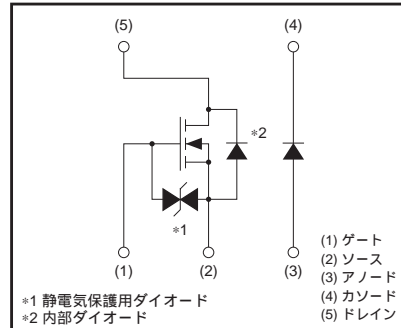 (5) (4)
*2
*1
(1) (2) (3)
(1) ゲート
(2) ソース
(3) アノード
(4) カソード
(5) ドレイン
*1 静電気保護用ダイオード
*2 内部ダイオード